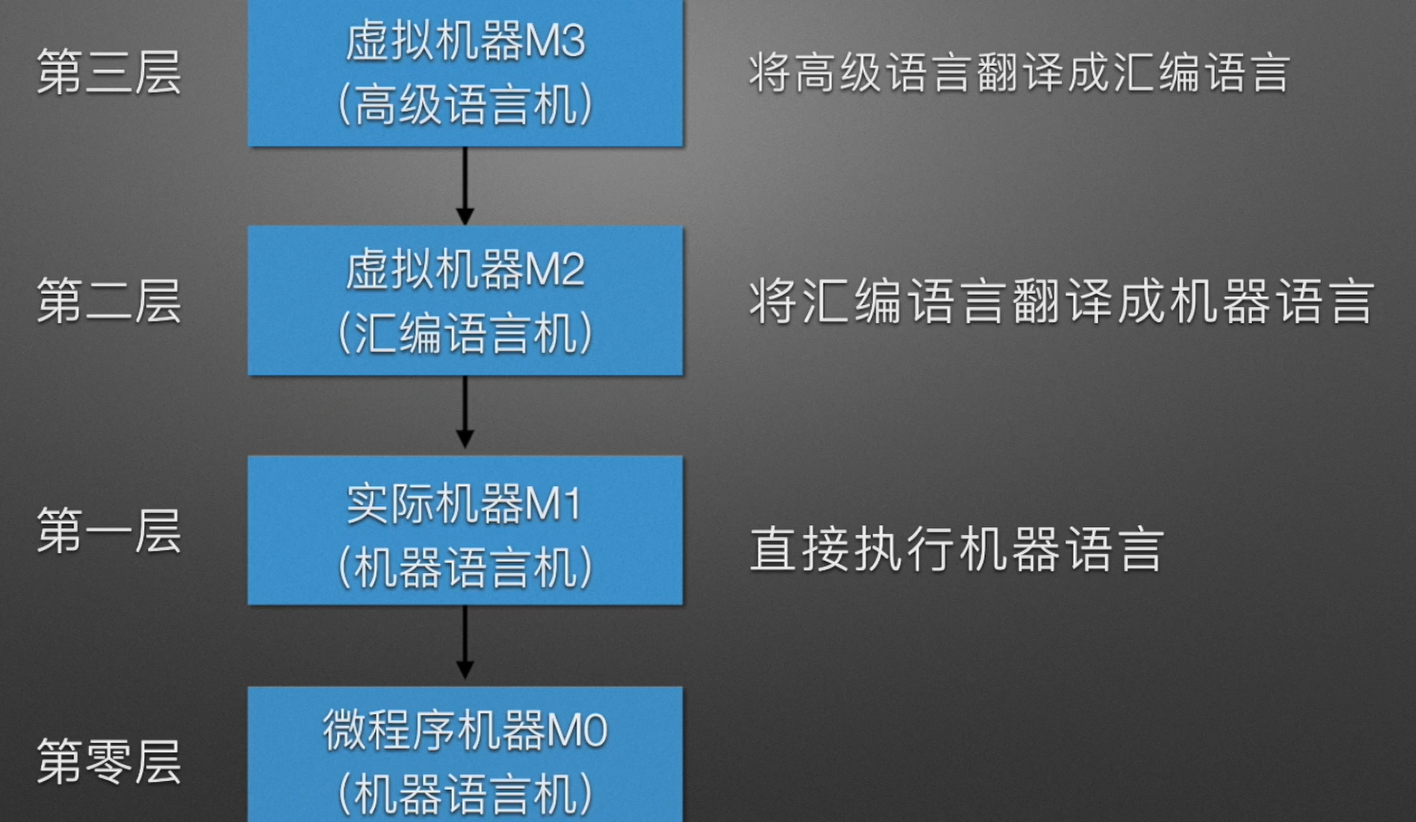 第三层
虚拟机器M3
（高级语言机）
将高级语言翻译成汇编语言
第二层
虚拟机器M2
（汇编语言机）
将汇编语言翻译成机器语言
第一层
实际机器M1
（机器语言机）
直接执行机器语言
第零层
微程序机器M0
（机器语言机）